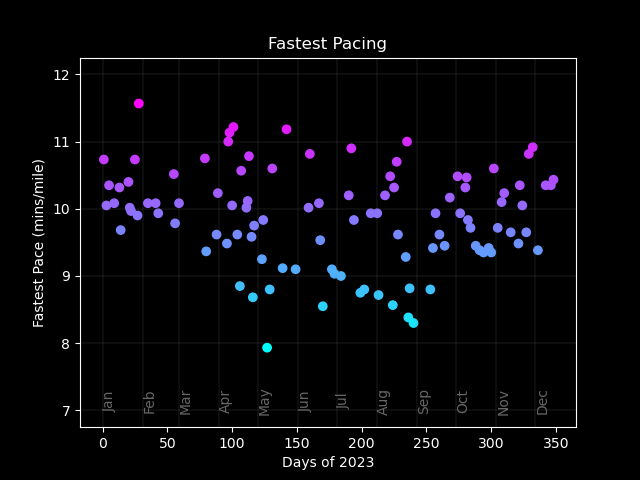 Fastest Pacing
Fastest Pace (mins/mile)
12
11
10
9
8
7
Jan
Feb
Mar
Apr
May
Jun
Jul
Aug
Sep
Oct
Nov
Dec
0
50
100
150
200
250
300
350
Days of 2023